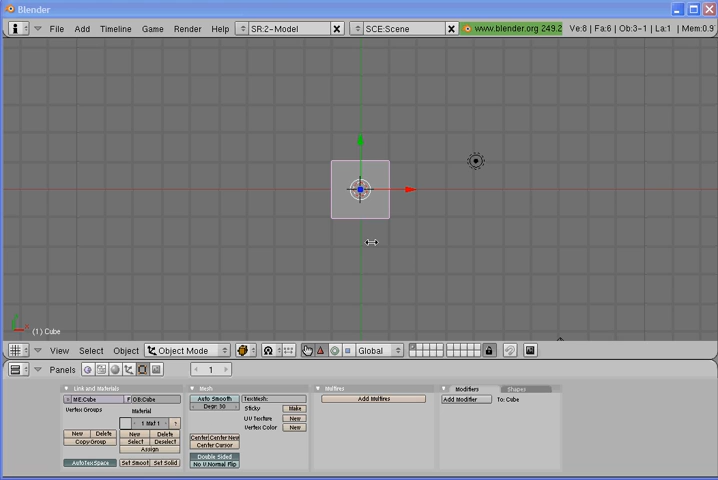 Blender
File Add Timeline Game Render Help SR:2-Model SCE:Scene www.blender.org 249.2 Ve:8 | Fa:6 | Ob:3-1 | La:1 | Mem:0.9
(1) Cube
View Select Object Object Mode Global
Panels 1
Link and Materials Mesh Multires Modifiers Shapes
ME:Cube F OB:Cube Auto Smooth TexMesh: Add Multires Add Modifier To: Cube
Vertex Groups Material Degr: 30 Sticky Make
1 Mat 1 ? UV Texture New
Vertex Color New
New Delete New Delete
Copy Group Select Deselect Center Center New
Assign Center Cursor
Double Sided
AutoTexSpace Set Smoot Set Solid No V.Normal Flip